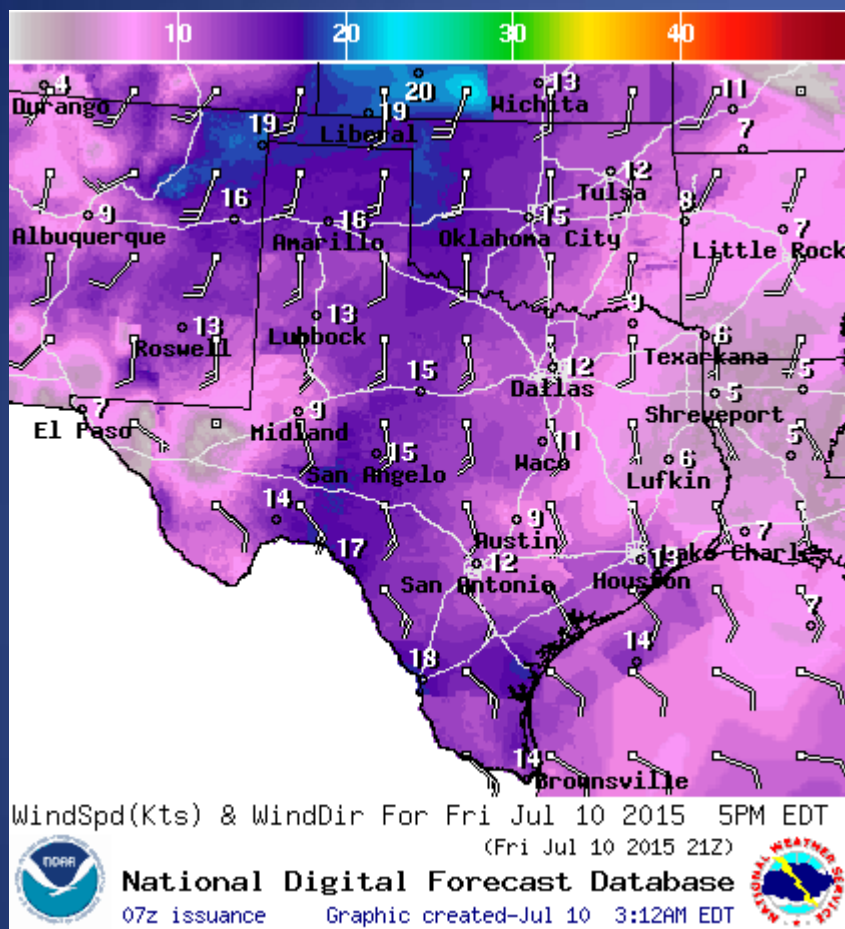 10 20 30 40
4 20 13 11
Durango 19 Wichita
19 Liberal 7
12
16 Tulsa
9 16 15 8 7
Albuquerque Amarillo Oklahoma City Little Rock
13 13 9
Roswell Lubbock 6
Texarkana
15 12 5
Dallas
7 9 5
El Paso Midland Shreveport
15 11 6 5
San Angelo Waco Lufkin
14 9 7
Austin
17 12 13 Lake Charles
San Antonio Houston
7
18 14
14
Brownsville
WindSpd(Kts) & WindDir For Fri Jul 10 2015 5PM EDT
(Fri Jul 10 2015 21Z)
NOAA
National Digital Forecast Database
07z issuance Graphic created-Jul 10 3:12AM EDT
NATIONAL WEATHER SERVICE